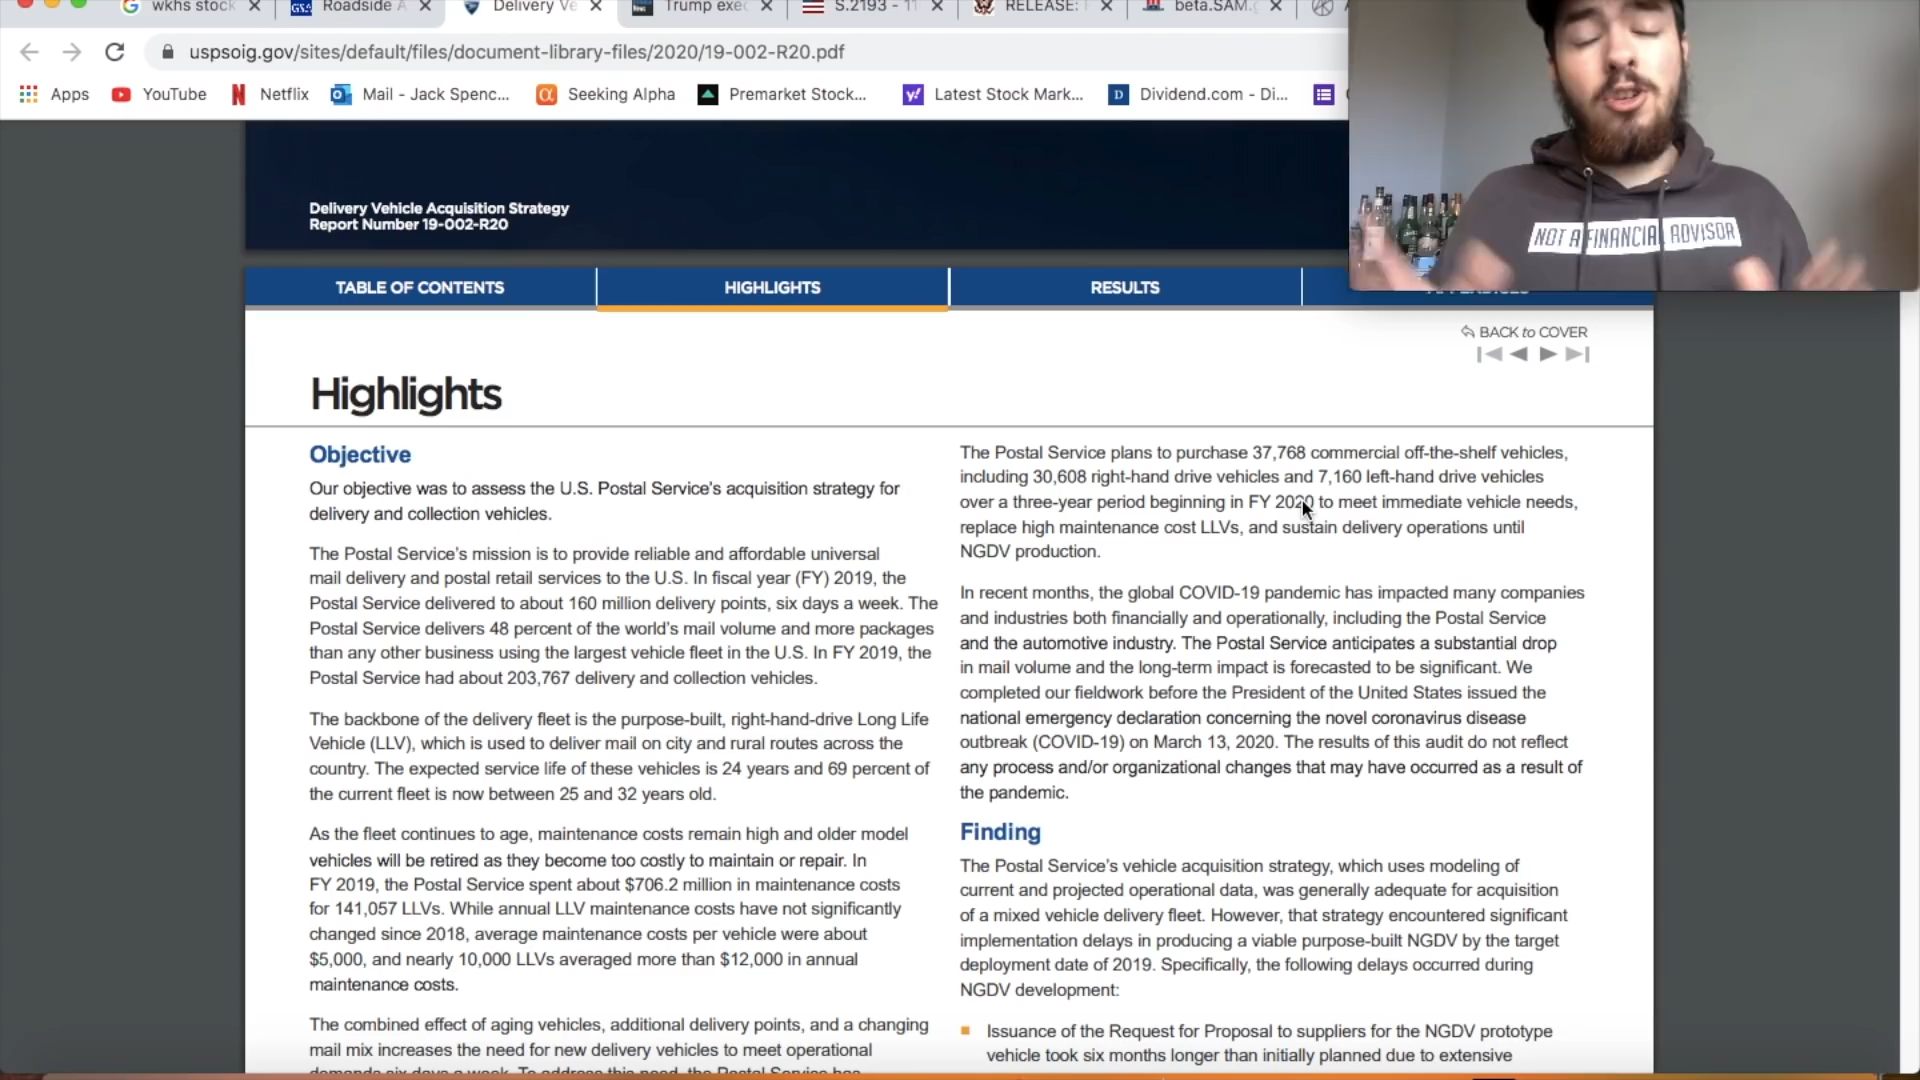 wkhs stock
Roadside A
Delivery Ve
Trump exec
S.2193 - 11
RELEASE:
beta.SAM.
uspsoig.gov/sites/default/files/document-library-files/2020/19-002-R20.pdf
Apps
YouTube
Netflix
Mail - Jack Spenc...
Seeking Alpha
Premarket Stock...
Latest Stock Mark...
Dividend.com - Di...
NOT A FINANCIAL ADVISOR
Delivery Vehicle Acquisition Strategy
Report Number 19-002-R20
TABLE OF CONTENTS
HIGHLIGHTS
RESULTS
BACK to COVER
Highlights
Objective
Our objective was to assess the U.S. Postal Service's acquisition strategy for
delivery and collection vehicles.
The Postal Service's mission is to provide reliable and affordable universal
mail delivery and postal retail services to the U.S. In fiscal year (FY) 2019, the
Postal Service delivered to about 160 million delivery points, six days a week. The
Postal Service delivers 48 percent of the world's mail volume and more packages
than any other business using the largest vehicle fleet in the U.S. In FY 2019, the
Postal Service had about 203,767 delivery and collection vehicles.
The backbone of the delivery fleet is the purpose-built, right-hand-drive Long Life
Vehicle (LLV), which is used to deliver mail on city and rural routes across the
country. The expected service life of these vehicles is 24 years and 69 percent of
the current fleet is now between 25 and 32 years old.
As the fleet continues to age, maintenance costs remain high and older model
vehicles will be retired as they become too costly to maintain or repair. In
FY 2019, the Postal Service spent about $706.2 million in maintenance costs
for 141,057 LLVs. While annual LLV maintenance costs have not significantly
changed since 2018, average maintenance costs per vehicle were about
$5,000, and nearly 10,000 LLVs averaged more than $12,000 in annual
maintenance costs.
The combined effect of aging vehicles, additional delivery points, and a changing
mail mix increases the need for new delivery vehicles to meet operational
demands six days a week. To address this need, the Postal Service has
The Postal Service plans to purchase 37,768 commercial off-the-shelf vehicles,
including 30,608 right-hand drive vehicles and 7,160 left-hand drive vehicles
over a three-year period beginning in FY 2020 to meet immediate vehicle needs,
replace high maintenance cost LLVs, and sustain delivery operations until
NGDV production.
In recent months, the global COVID-19 pandemic has impacted many companies
and industries both financially and operationally, including the Postal Service
and the automotive industry. The Postal Service anticipates a substantial drop
in mail volume and the long-term impact is forecasted to be significant. We
completed our fieldwork before the President of the United States issued the
national emergency declaration concerning the novel coronavirus disease
outbreak (COVID-19) on March 13, 2020. The results of this audit do not reflect
any process and/or organizational changes that may have occurred as a result of
the pandemic.
Finding
The Postal Service's vehicle acquisition strategy, which uses modeling of
current and projected operational data, was generally adequate for acquisition
of a mixed vehicle delivery fleet. However, that strategy encountered significant
implementation delays in producing a viable purpose-built NGDV by the target
deployment date of 2019. Specifically, the following delays occurred during
NGDV development:
Issuance of the Request for Proposal to suppliers for the NGDV prototype
vehicle took six months longer than initially planned due to extensive